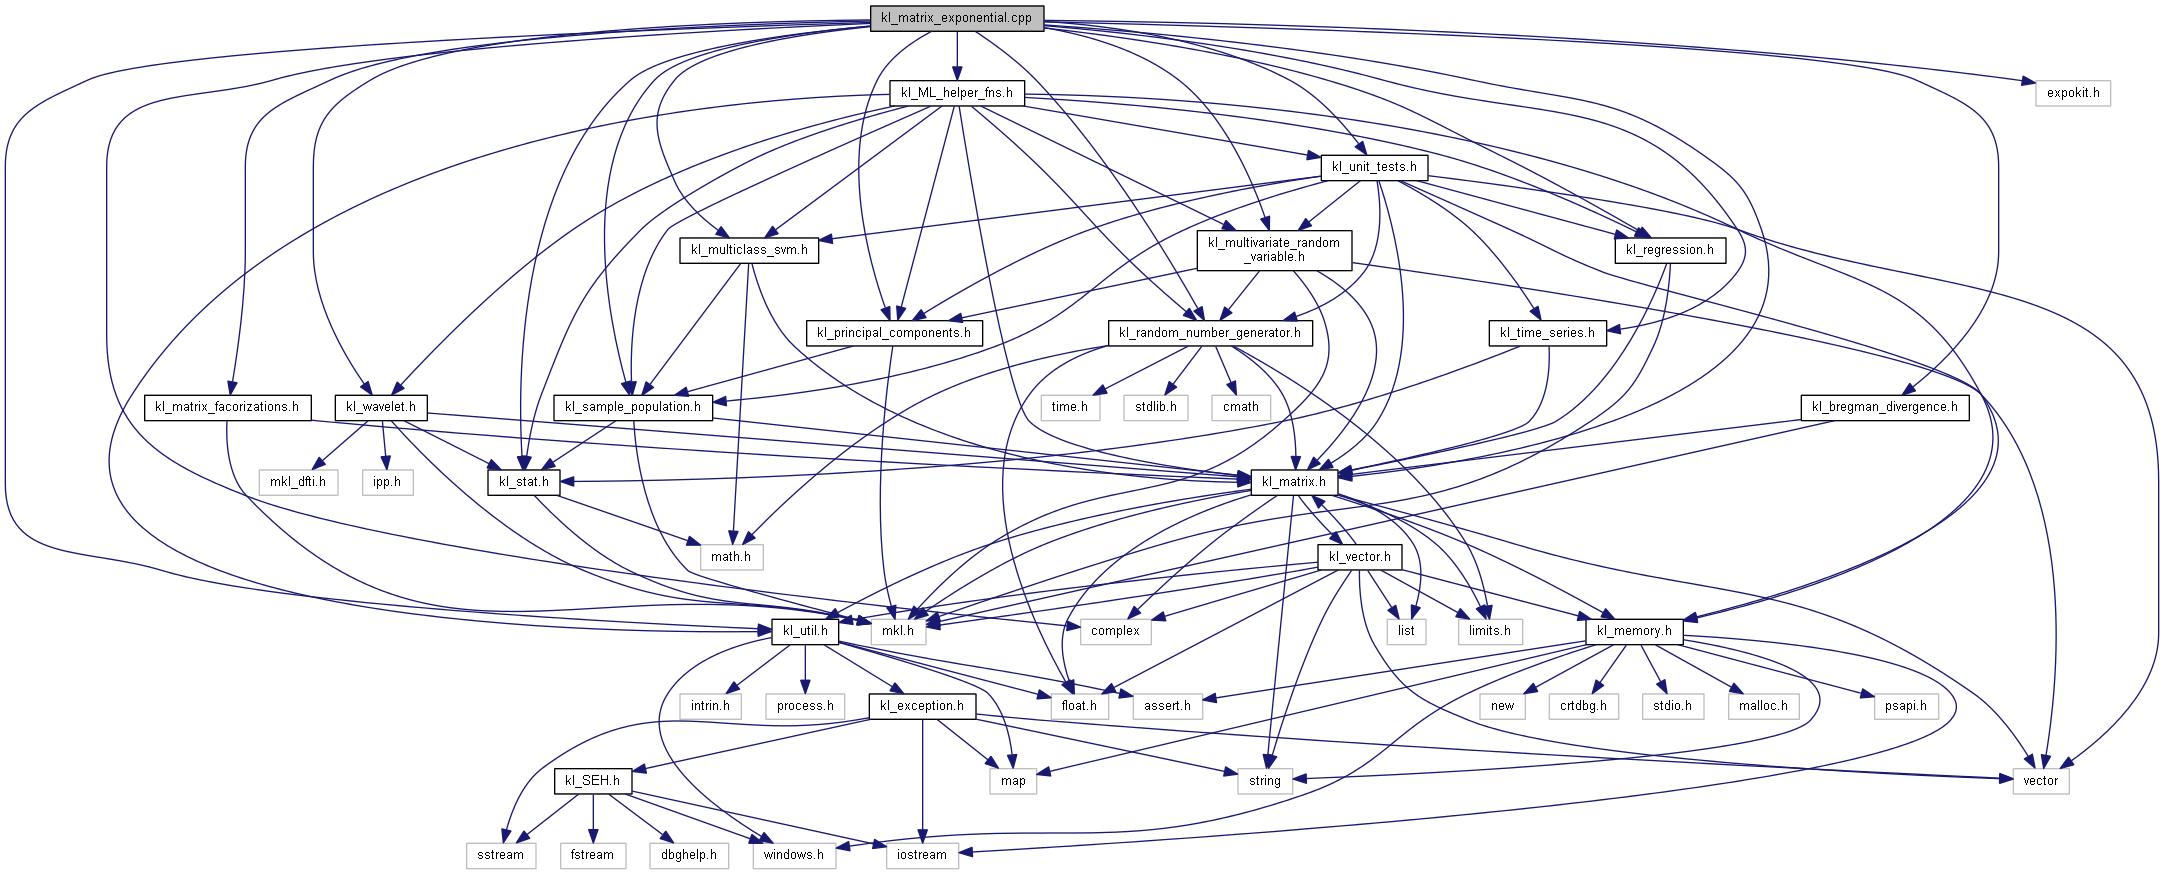 kl_matrix_exponential.cpp
kl_ML_helper_fns.h
expokit.h
kl_unit_tests.h
kl_multiclass_svm.h
kl_multivariate_random
_variable.h
kl_regression.h
kl_principal_components.h
kl_random_number_generator.h
kl_time_series.h
kl_matrix_facorizations.h
kl_wavelet.h
kl_sample_population.h
time.h
stdlib.h
cmath
kl_bregman_divergence.h
mkl_dfti.h
ipp.h
kl_stat.h
kl_matrix.h
math.h
kl_vector.h
kl_util.h
mkl.h
complex
list
limits.h
kl_memory.h
intrin.h
process.h
kl_exception.h
float.h
assert.h
new
crtdbg.h
stdio.h
malloc.h
psapi.h
kl_SEH.h
map
string
vector
sstream
fstream
dbghelp.h
windows.h
iostream